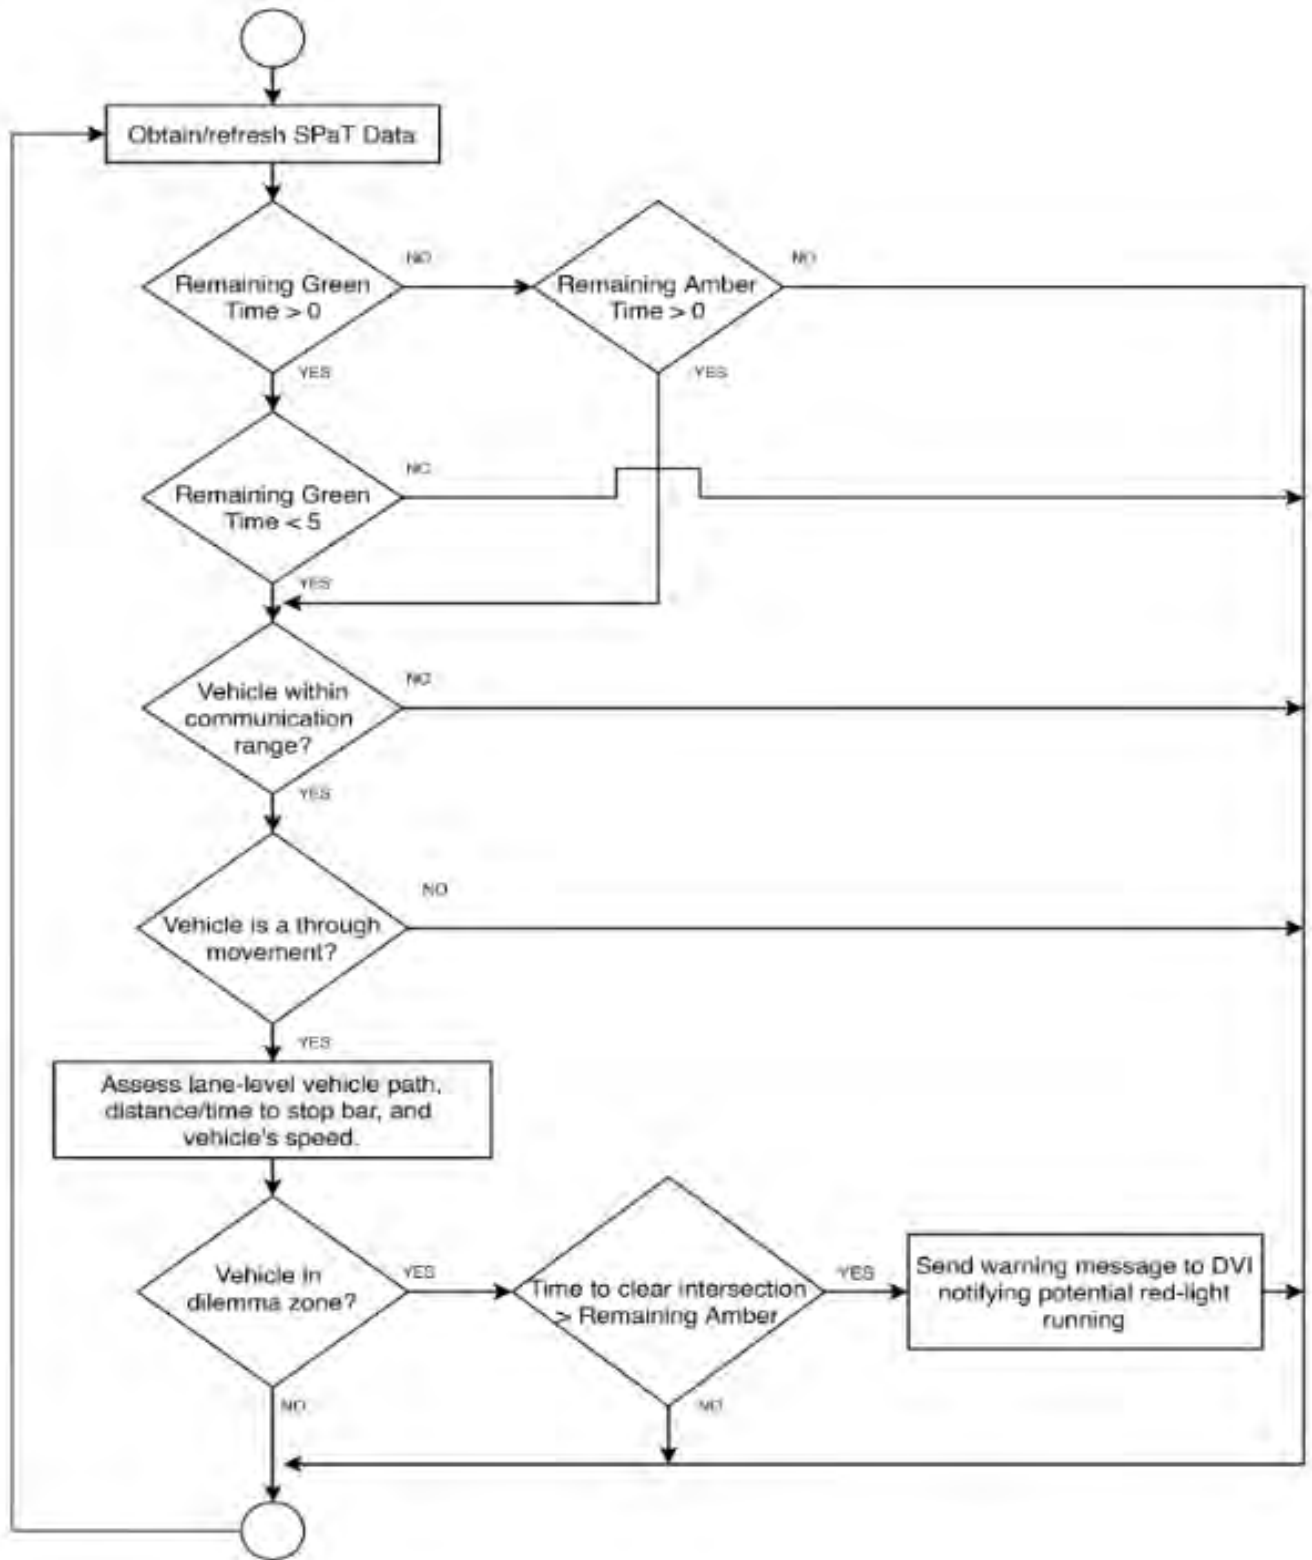 Obtain/refresh SPaT Data
Remaining Green
Time > 0
NO
Remaining Amber
Time > 0
NO
YES
YES
Remaining Green
Time < 5
NO
YES
Vehicle within
communication
range?
NO
YES
Vehicle is a through
movement?
NO
YES
Assess lane-level vehicle path,
distance/time to stop bar, and
vehicle's speed.
Vehicle in
dilemma zone?
YES
Time to clear intersection
> Remaining Amber
YES
Send warning message to DVI
notifying potential red-light
running
NO
NO